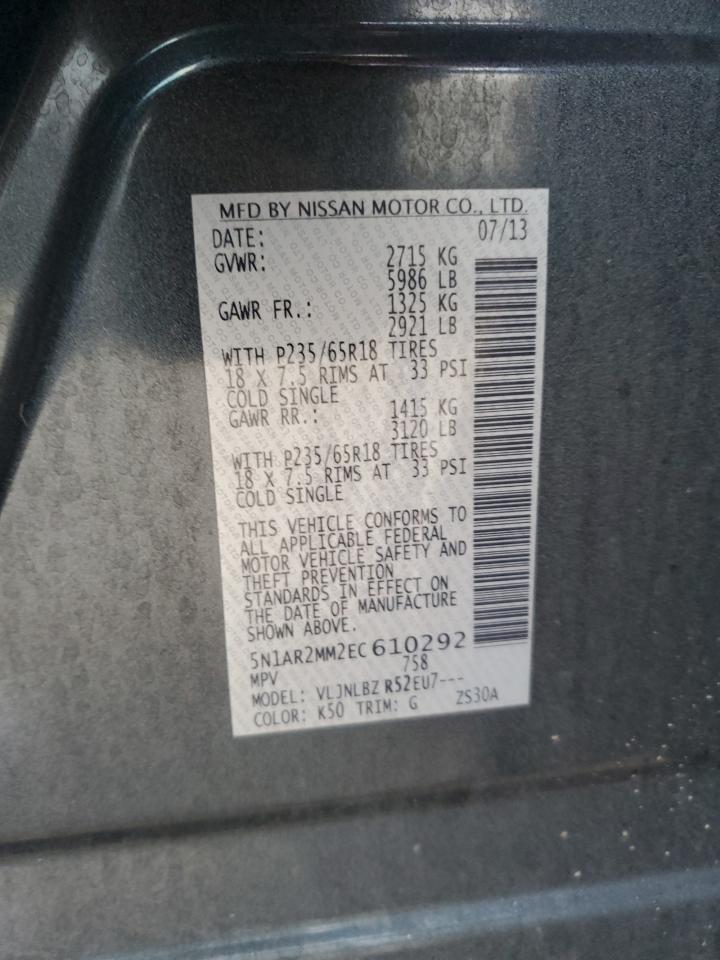 MFD BY NISSAN MOTOR CO., LTD.
DATE: 07/13
GVWR: 2715 KG
5986 LB
GAWR FR.: 1325 KG
2921 LB
WITH P235/65R18 TIRES
18 X 7.5 RIMS AT 33 PSI
COLD SINGLE
GAWR RR.: 1415 KG
3120 LB
WITH P235/65R18 TIRES
18 X 7.5 RIMS AT 33 PSI
COLD SINGLE
THIS VEHICLE CONFORMS TO
ALL APPLICABLE FEDERAL
MOTOR VEHICLE SAFETY AND
THEFT PREVENTION
STANDARDS IN EFFECT ON
THE DATE OF MANUFACTURE
SHOWN ABOVE.
5N1AR2MM2EC610292
MPV 758
MODEL: VLJNLBZ R52EU7---
COLOR: K50 TRIM: G ZS30A